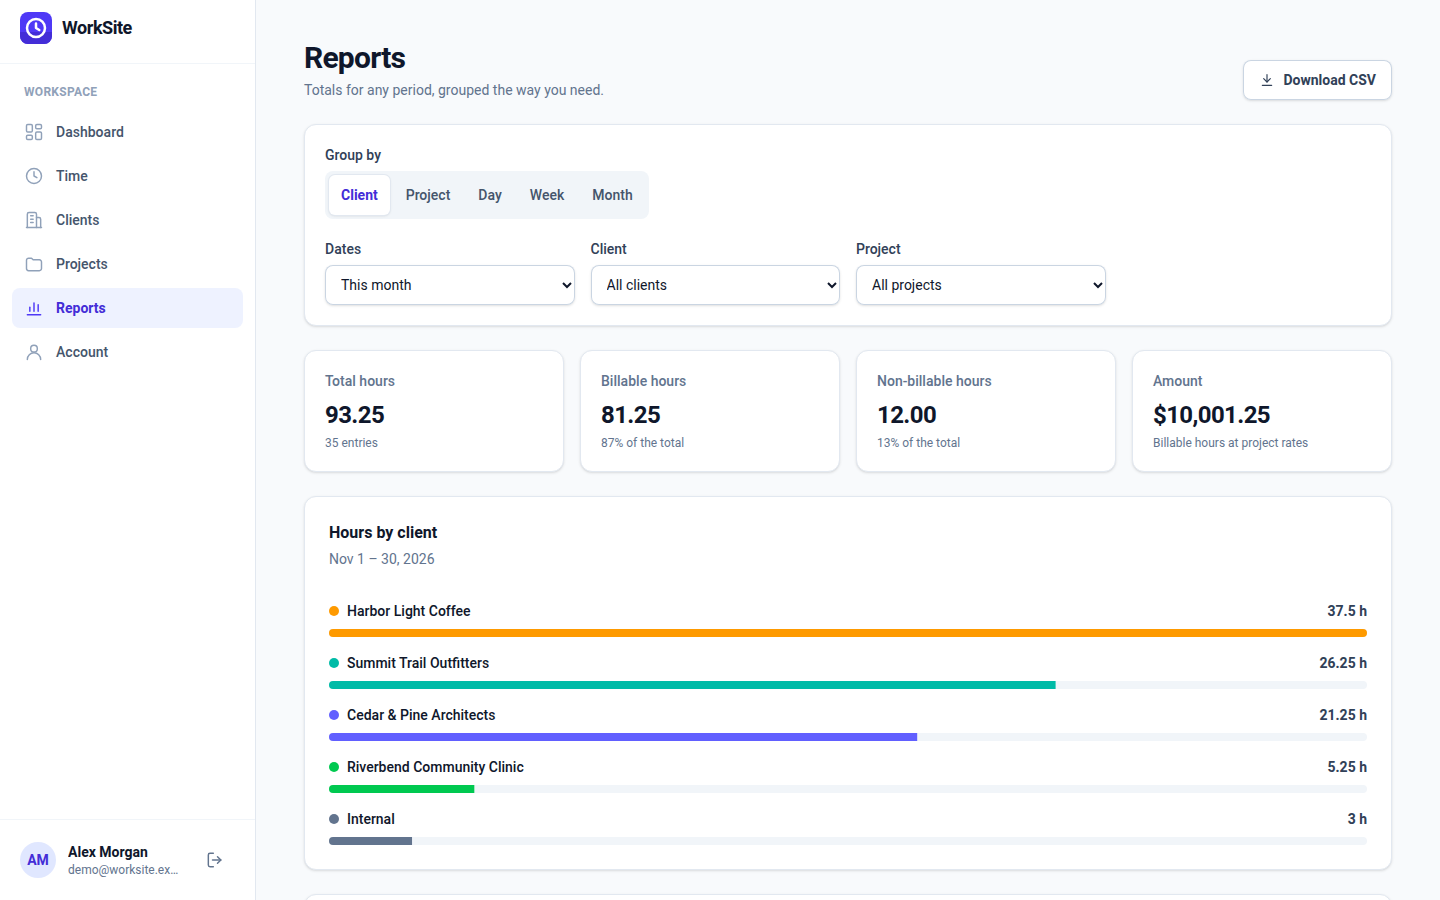 WorkSite
WORKSPACE
Dashboard
Time
Clients
Projects
Reports
Account
AM
Alex Morgan
demo@worksite.ex…
Reports
Totals for any period, grouped the way you need.
Download CSV
Group by
Client Project Day Week Month
Dates Client Project
This month All clients All projects
Total hours
93.25
35 entries
Billable hours
81.25
87% of the total
Non-billable hours
12.00
13% of the total
Amount
$10,001.25
Billable hours at project rates
Hours by client
Nov 1 – 30, 2026
Harbor Light Coffee 37.5 h
Summit Trail Outfitters 26.25 h
Cedar & Pine Architects 21.25 h
Riverbend Community Clinic 5.25 h
Internal 3 h